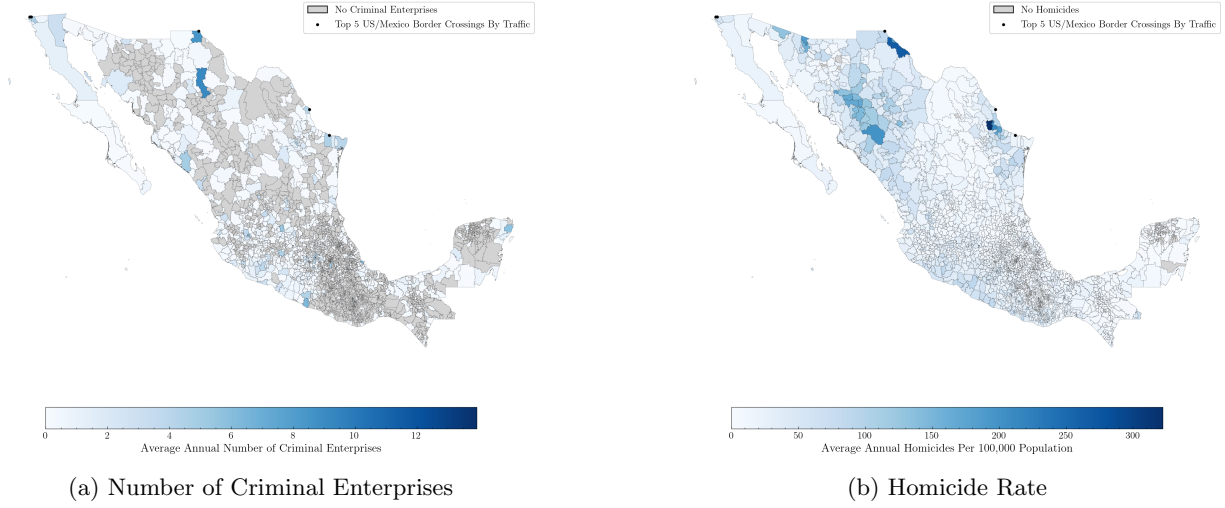 No Criminal Enterprises
Top 5 US/Mexico Border Crossings By Traffic
0 2 4 6 8 10 12
Average Annual Number of Criminal Enterprises
(a) Number of Criminal Enterprises
No Homicides
Top 5 US/Mexico Border Crossings By Traffic
0 50 100 150 200 250 300
Average Annual Homicides Per 100,000 Population
(b) Homicide Rate